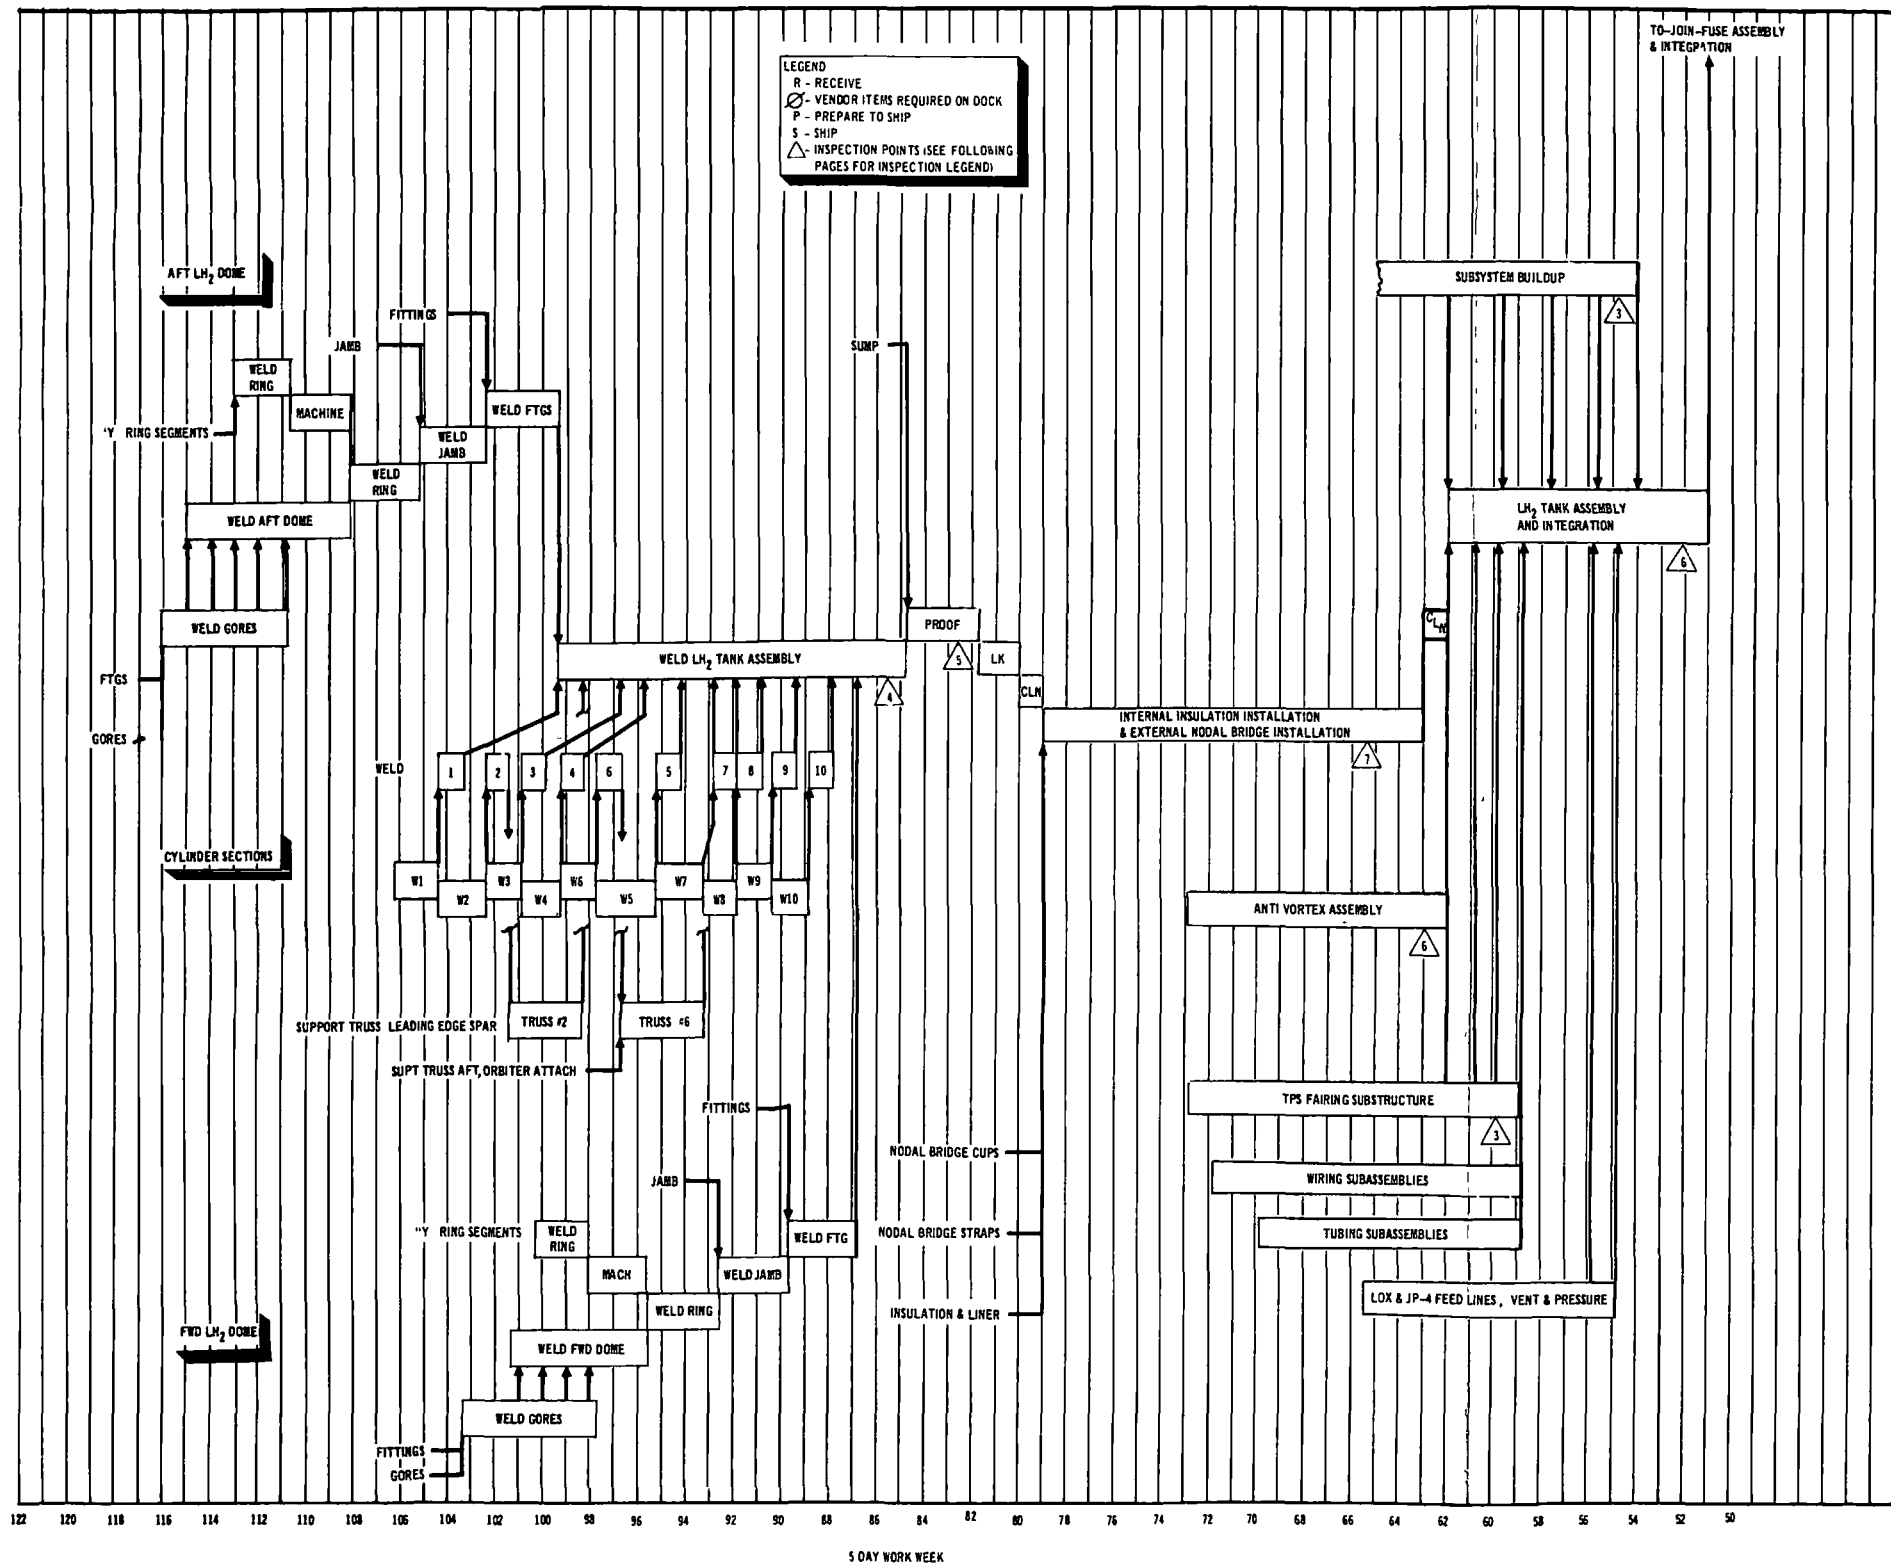 TO-JOIN-FUSE ASSEMBLY
& INTEGRATION
LEGEND
R - RECEIVE
- VENDOR ITEMS REQUIRED ON DOCK
P - PREPARE TO SHIP
S - SHIP
- INSPECTION POINTS (SEE FOLLOWING
PAGES FOR INSPECTION LEGEND)
AFT LH2 DOME
SUBSYSTEM BUILDUP
3
FITTINGS
JAMB
SUMP
WELD
RING
MACHINE
WELD FTGS
'Y RING SEGMENTS
WELD
JAMB
WELD
RING
WELD AFT DOME
LH2 TANK ASSEMBLY
AND INTEGRATION
6
WELD GORES
PROOF
CLN
WELD LH2 TANK ASSEMBLY
5
LK
FTGS
4
CLN
GORES
INTERNAL INSULATION INSTALLATION
& EXTERNAL NODAL BRIDGE INSTALLATION
7
WELD
1 2 3 4 6 5 7 8 9 10
CYLINDER SECTIONS
W1 W3 W6 W7 W9
W2 W4 W5 W8 W10
ANTI VORTEX ASSEMBLY
6
SUPPORT TRUSS LEADING EDGE SPAR
TRUSS #2
TRUSS #6
SUPT TRUSS AFT, ORBITER ATTACH
TPS FAIRING SUBSTRUCTURE
3
FITTINGS
NODAL BRIDGE CUPS
JAMB
WIRING SUBASSEMBLIES
"Y RING SEGMENTS
WELD
RING
WELD FTG
NODAL BRIDGE STRAPS
TUBING SUBASSEMBLIES
MACH
WELD JAMB
WELD RING
INSULATION & LINER
LOX & JP-4 FEED LINES, VENT & PRESSURE
FWD LH2 DOME
WELD FWD DOME
WELD GORES
FITTINGS
GORES
122 120 118 116 114 112 110 108 106 104 102 100 98 96 94 92 90 88 86 84 82 80 78 76 74 72 70 68 66 64 62 60 58 56 54 52 50
5 DAY WORK WEEK